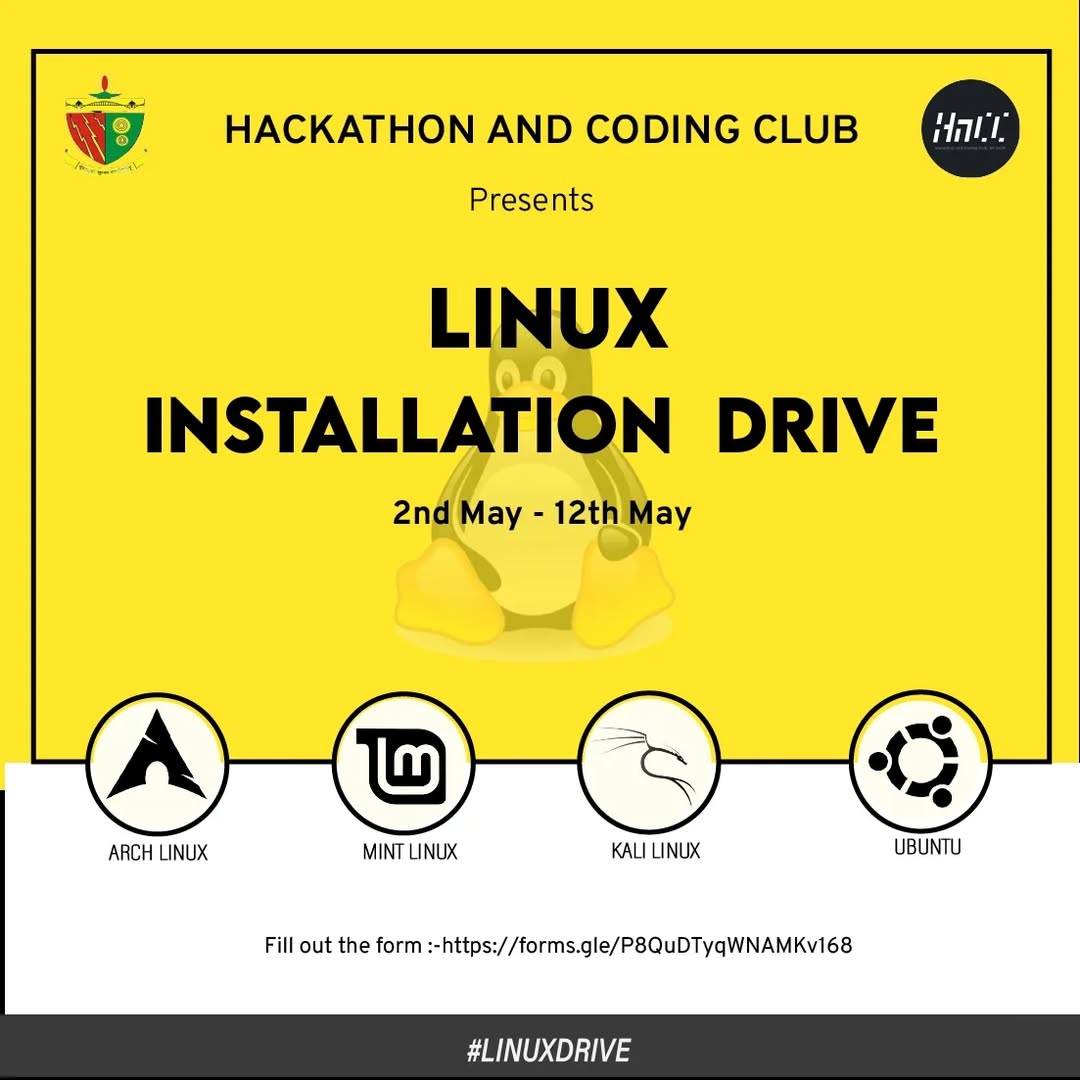 HACKATHON AND CODING CLUB
HnCC
Presents
LINUX
INSTALLATION DRIVE
2nd May - 12th May
ARCH LINUX
MINT LINUX
KALI LINUX
UBUNTU
Fill out the form :-https://forms.gle/P8QuDTyqWNAMKv168
#LINUXDRIVE